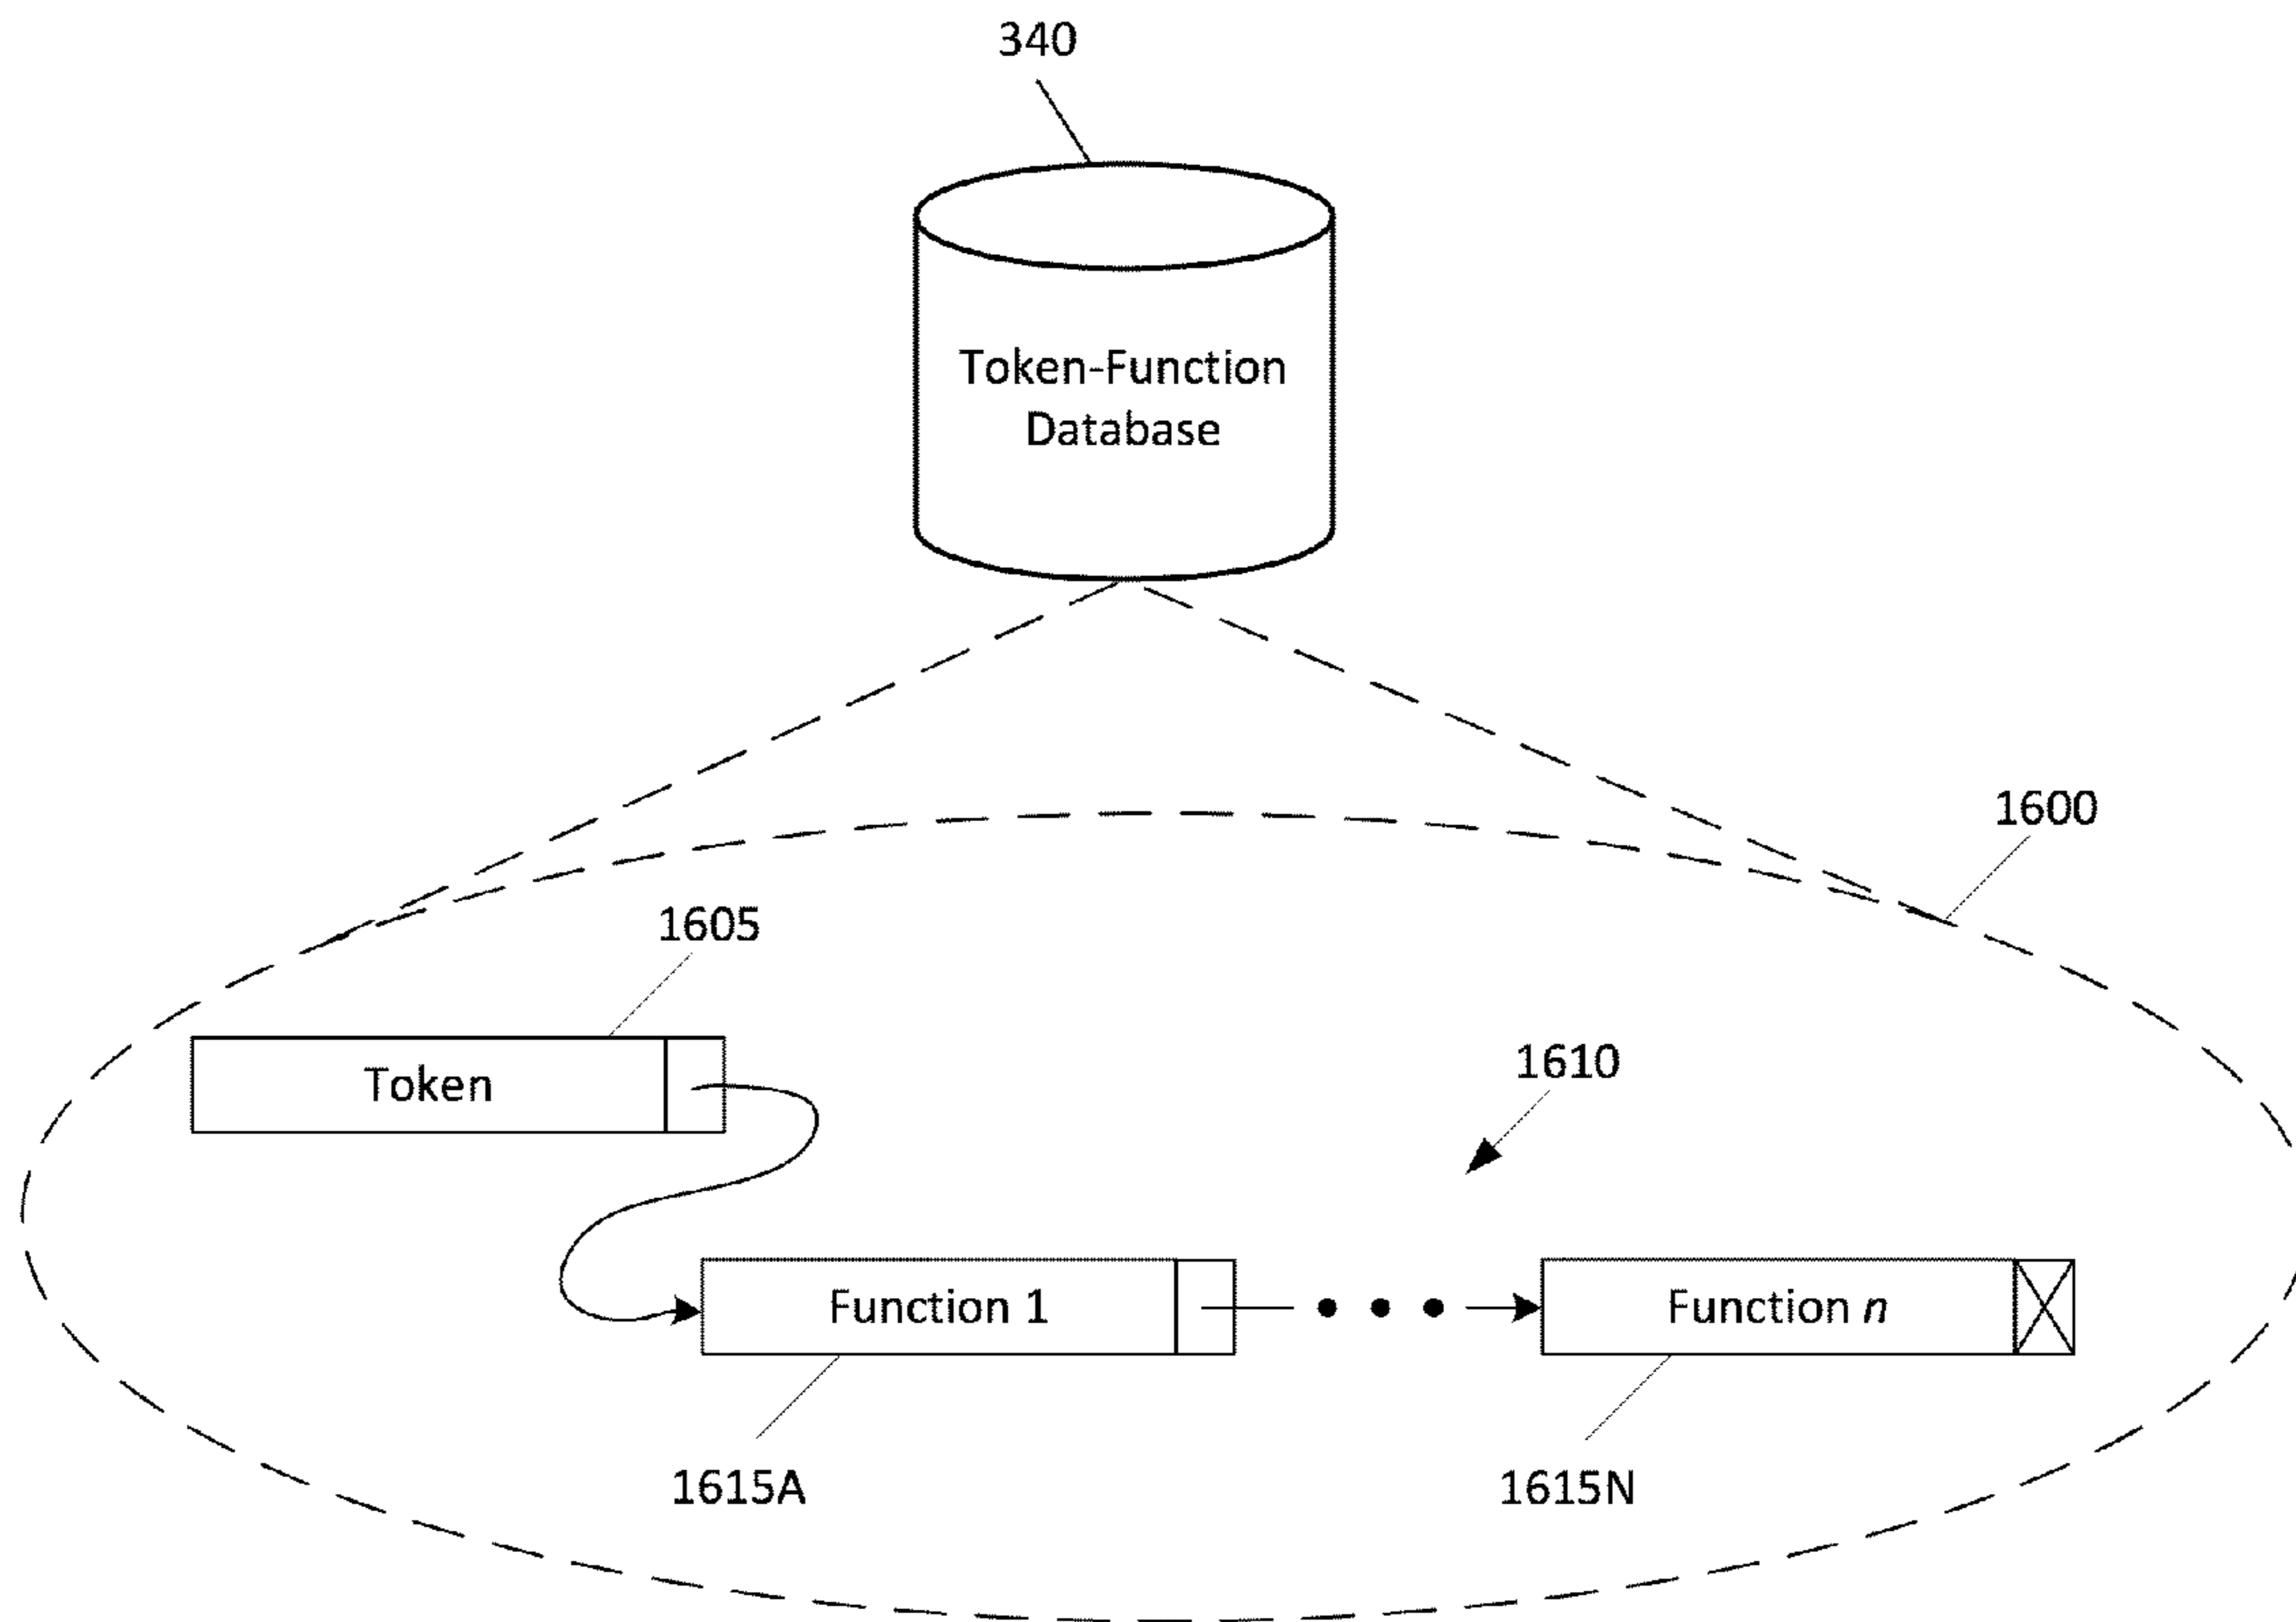 340
Token-Function
Database
1600
1605
Token
1610
Function 1
Function n
1615A
1615N